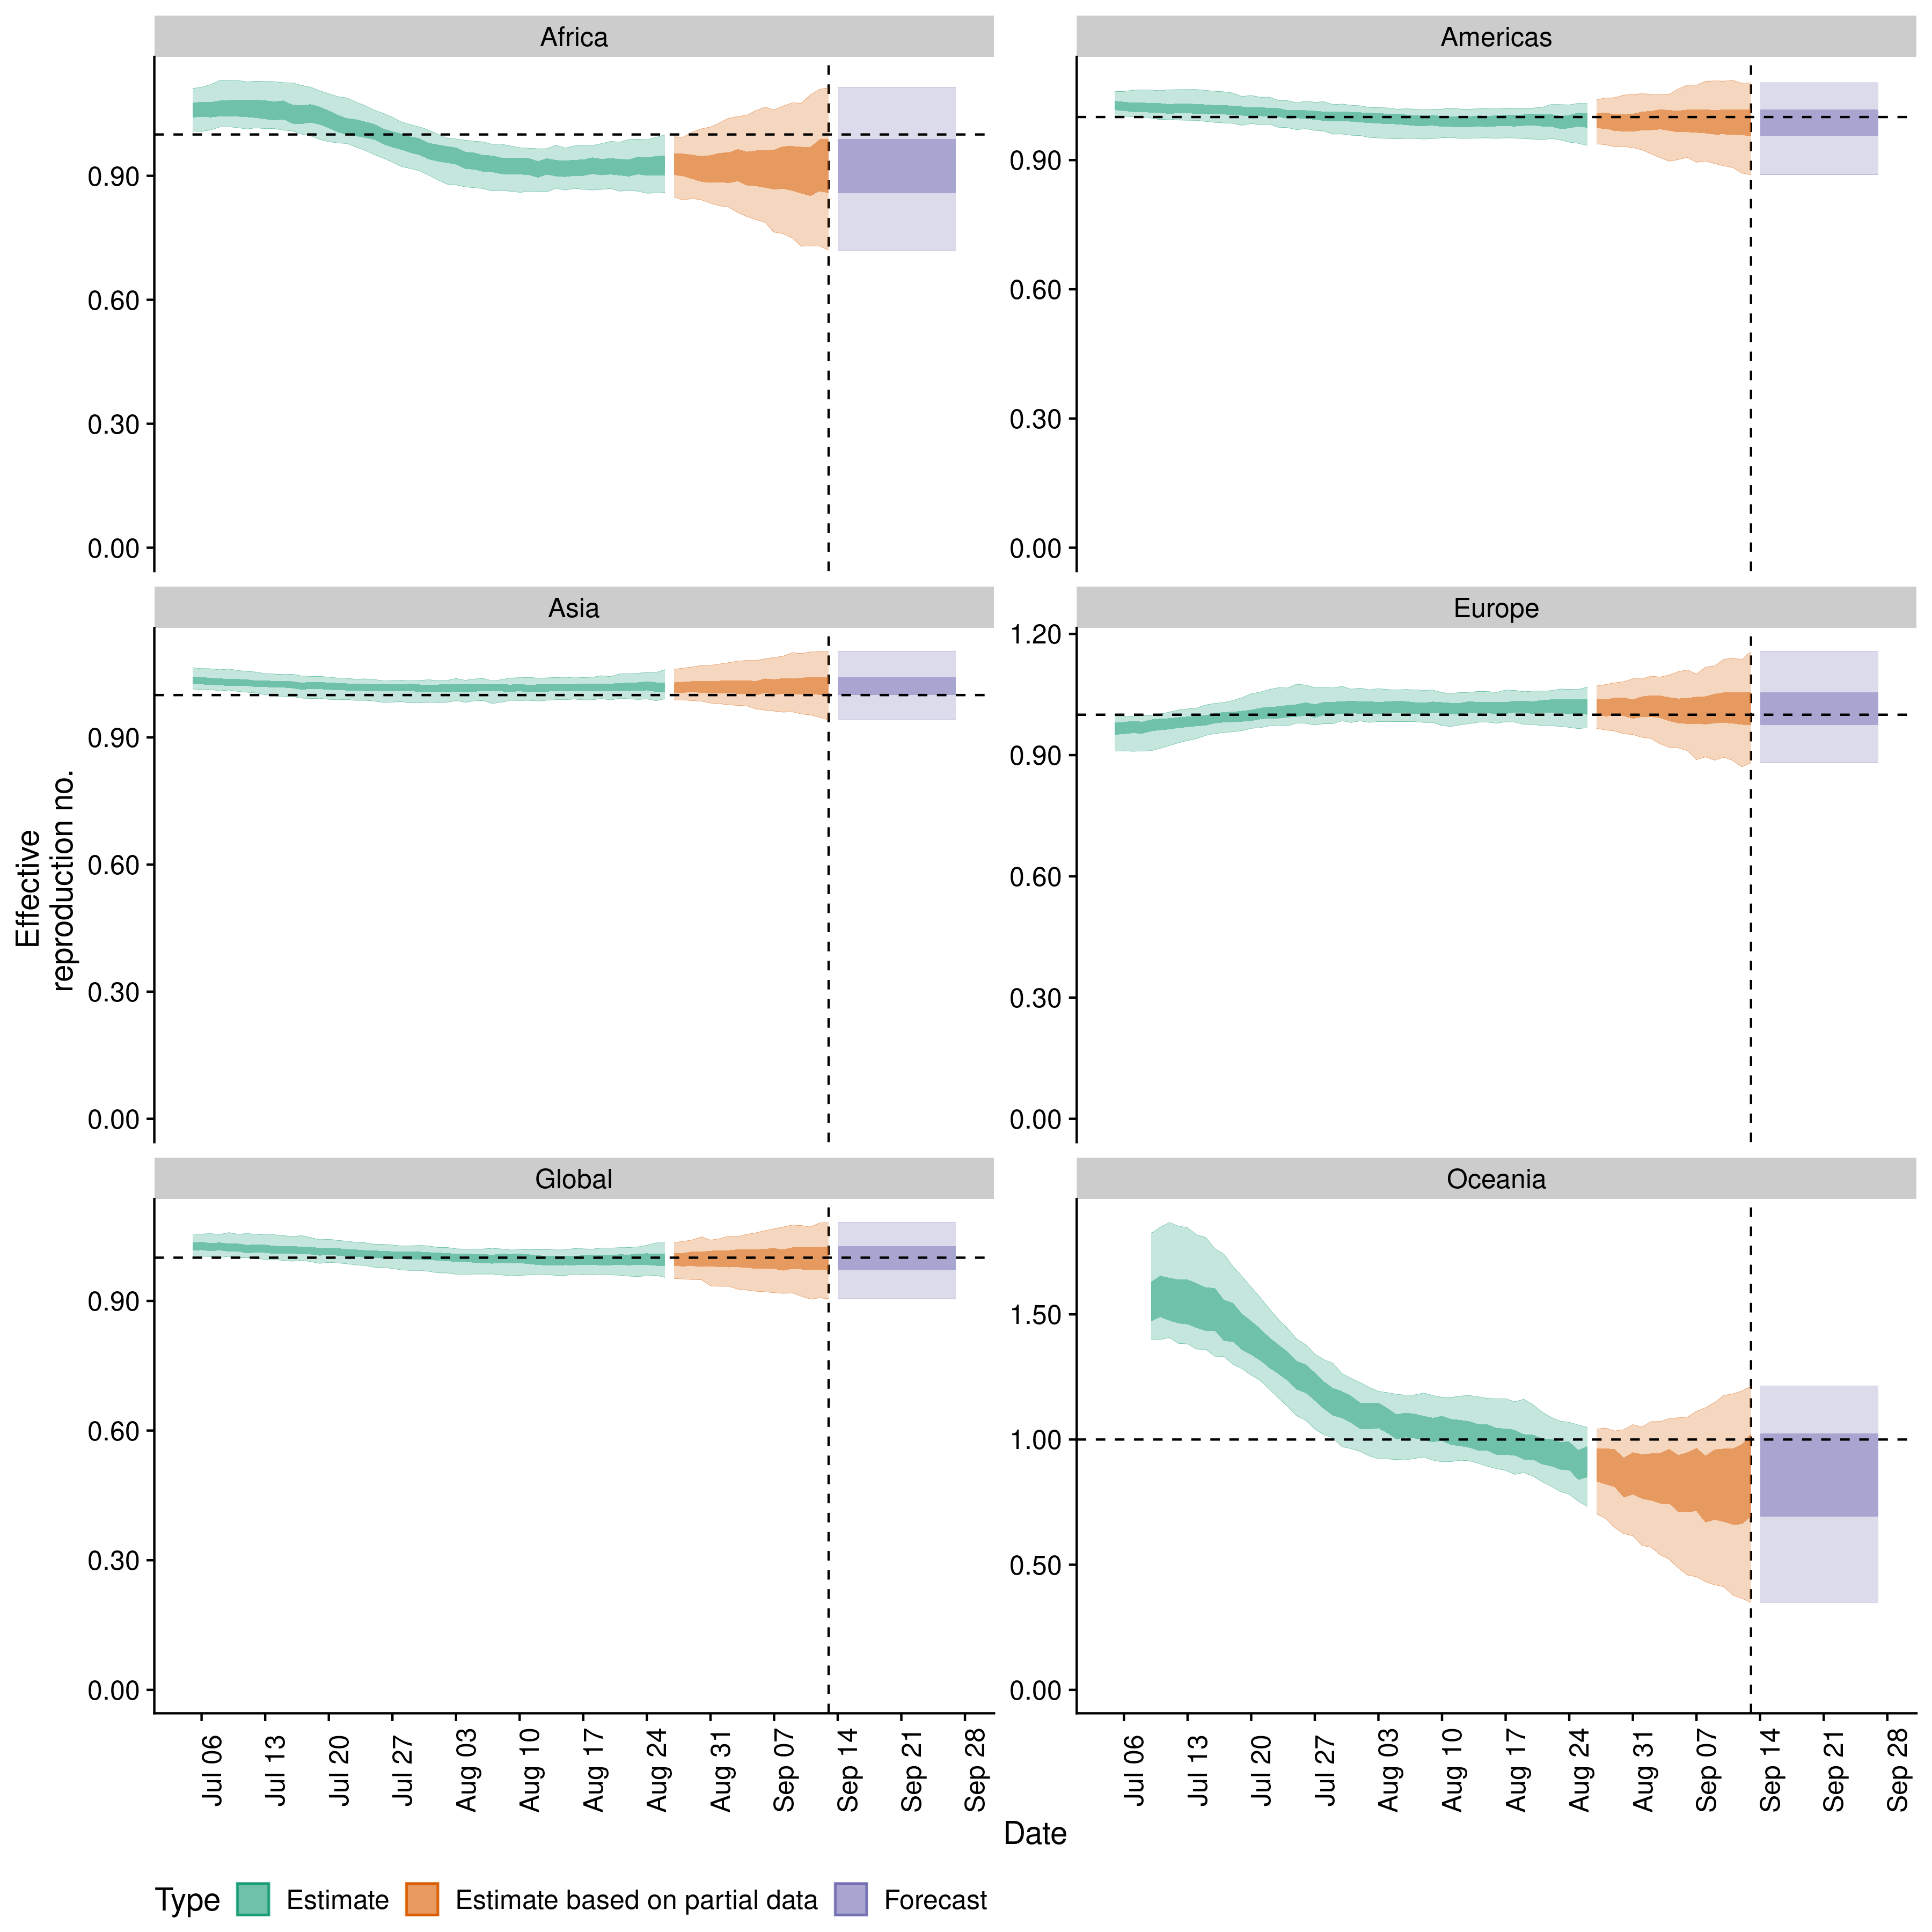 Africa
Americas
0.90
0.60
0.30
0.00
0.90
0.60
0.30
0.00
Asia
Europe
0.90
0.60
0.30
0.00
1.20
0.90
0.60
0.30
0.00
Global
Oceania
0.90
0.60
0.30
0.00
1.50
1.00
0.50
0.00
Effective
reproduction no.
Jul 06
Jul 13
Jul 20
Jul 27
Aug 03
Aug 10
Aug 17
Aug 24
Aug 31
Sep 07
Sep 14
Sep 21
Sep 28
Jul 06
Jul 13
Jul 20
Jul 27
Aug 03
Aug 10
Aug 17
Aug 24
Aug 31
Sep 07
Sep 14
Sep 21
Sep 28
Date
Type Estimate Estimate based on partial data Forecast